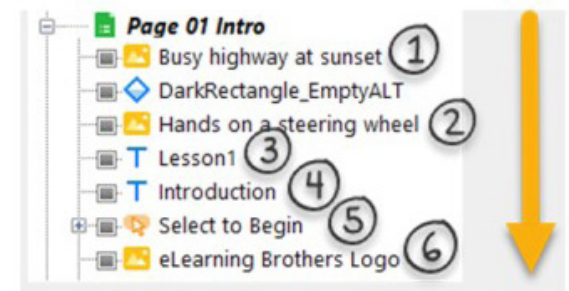 Page 01 Intro
Busy highway at sunset 1
DarkRectangle_EmptyALT
Hands on a steering wheel 2
T Lesson1 3
T Introduction 4
Select to Begin 5
eLearning Brothers Logo 6